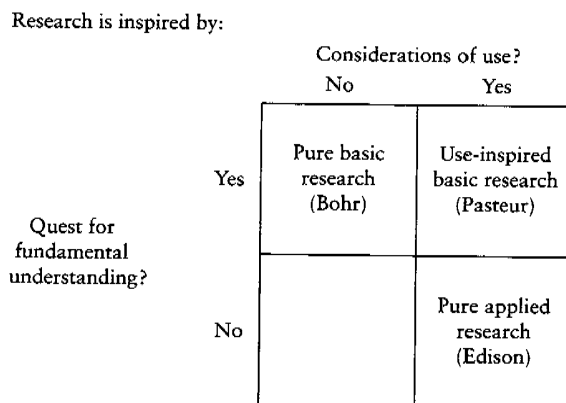 Research is inspired by:
Considerations of use?
No
Yes
Yes
Pure basic
research
(Bohr)
Use-inspired
basic research
(Pasteur)
Quest for
fundamental
understanding?
No
Pure applied
research
(Edison)